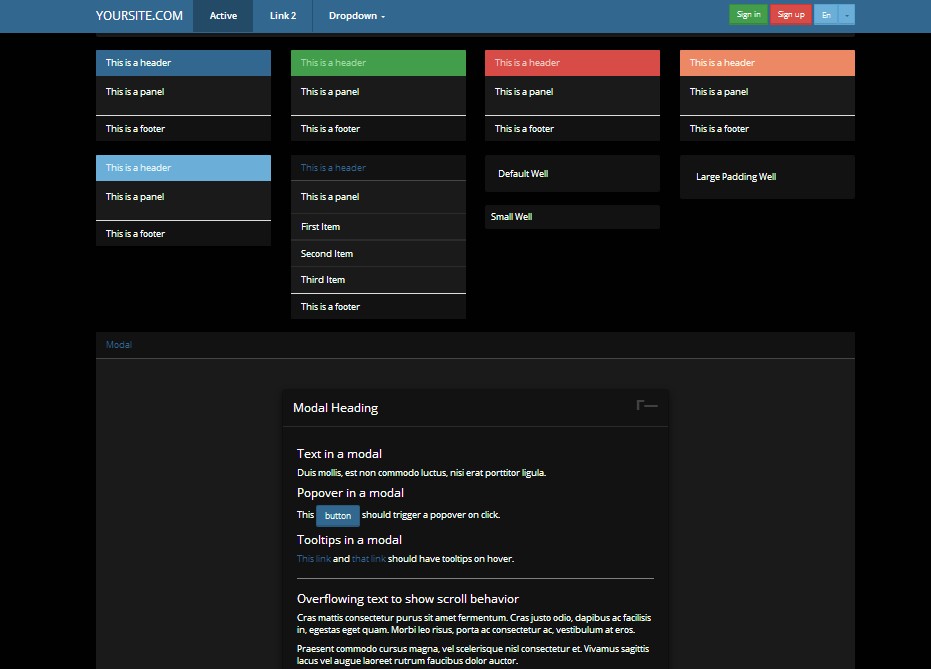 YOURSITE.COM Active Link 2 Dropdown Sign in Sign up En
This is a header This is a header This is a header This is a header
This is a panel This is a panel This is a panel This is a panel
This is a footer This is a footer This is a footer This is a footer
This is a header This is a header Default Well Large Padding Well
This is a panel This is a panel Small Well
This is a footer First Item
Second Item
Third Item
This is a footer
Modal
Modal Heading
Text in a modal
Duis mollis, est non commodo luctus, nisi erat porttitor ligula.
Popover in a modal
This button should trigger a popover on click.
Tooltips in a modal
This link and that link should have tooltips on hover.
Overflowing text to show scroll behavior
Cras mattis consectetur purus sit amet fermentum. Cras justo odio, dapibus ac facilisis
in, egestas eget quam. Morbi leo risus, porta ac consectetur ac, vestibulum at eros.
Praesent commodo cursus magna, vel scelerisque nisl consectetur et. Vivamus sagittis
lacus vel augue laoreet rutrum faucibus dolor auctor.